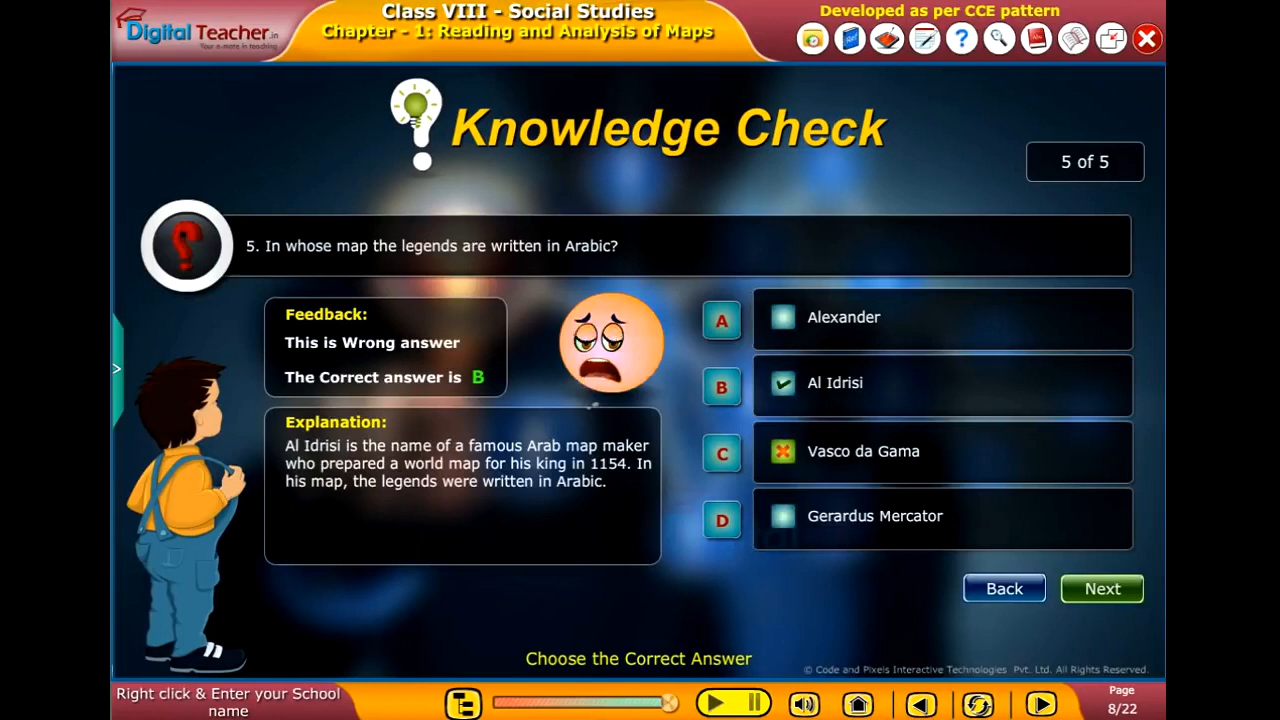 Digital Teacher.in
Your e-mate in teaching
Class VIII - Social Studies
Chapter - 1: Reading and Analysis of Maps
Developed as per CCE pattern
Knowledge Check
5 of 5
5. In whose map the legends are written in Arabic?
Feedback:
This is Wrong answer
The Correct answer is B
Explanation:
Al Idrisi is the name of a famous Arab map maker
who prepared a world map for his king in 1154. In
his map, the legends were written in Arabic.
A Alexander
B Al Idrisi
C Vasco da Gama
D Gerardus Mercator
Back
Next
Choose the Correct Answer
© Code and Pixels Interactive Technologies Pvt. Ltd. All Rights Reserved.
Right click & Enter your School
name
Page
8/22